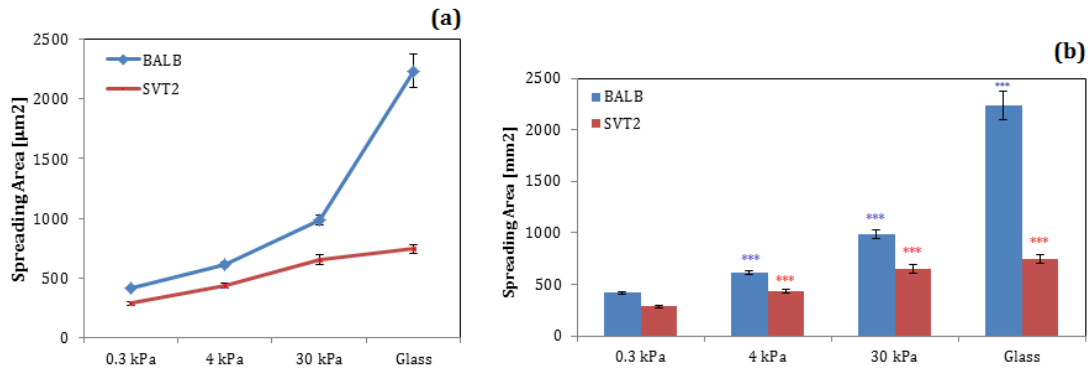 (a)
2500
2000
1500
1000
500
0
Spreading Area [µm2]
BALB
SVT2
0.3 kPa 4 kPa 30 kPa Glass
(b)
2500
2000
1500
1000
500
0
Spreading Area [mm2]
BALB
SVT2
***
***
***
***
***
***
0.3 kPa 4 kPa 30 kPa Glass